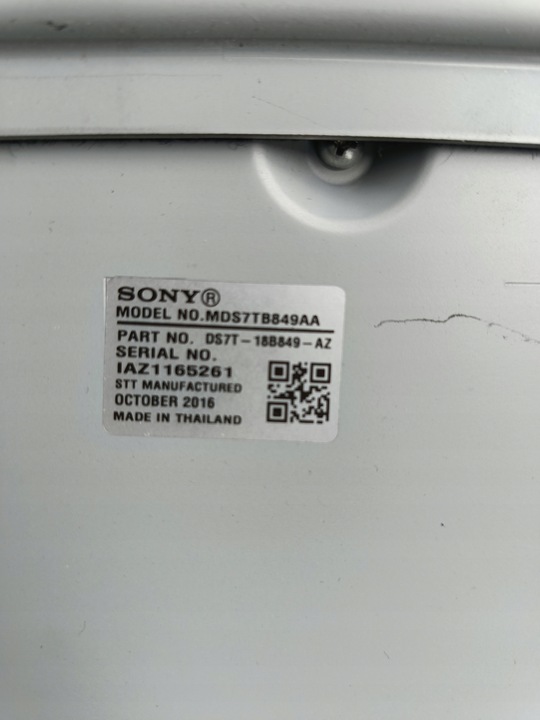 SONY®
MODEL NO.MDS7TB849AA
PART NO. DS7T-18B849-AZ
SERIAL NO.
IAZ1165261
STT MANUFACTURED
OCTOBER 2016
MADE IN THAILAND